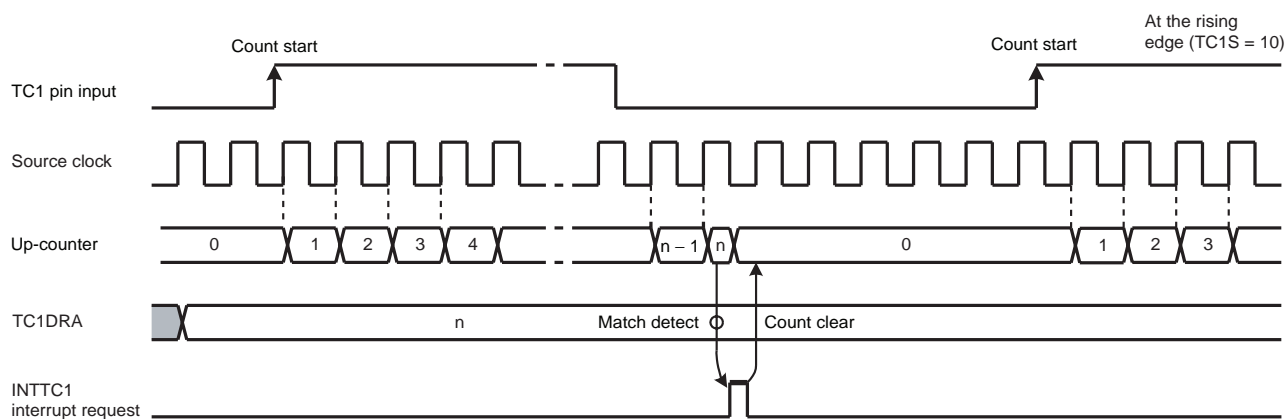 At the rising
edge (TC1S = 10)
Count start
Count start
TC1 pin input
Source clock
Up-counter
0
1
2
3
4
n − 1
n
0
1
2
3
TC1DRA
n
Match detect
Count clear
INTTC1
interrupt request